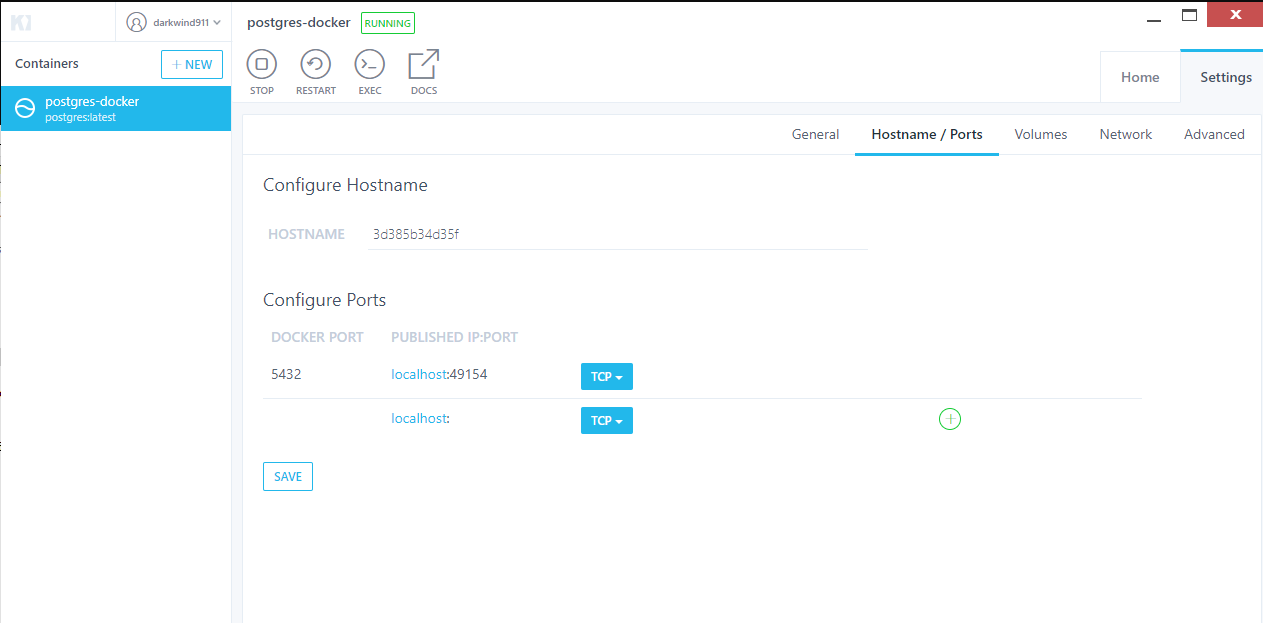 K
darkwind911
postgres-docker RUNNING
Containers
+ NEW
STOP RESTART EXEC DOCS
Home Settings
postgres-docker
postgres:latest
General Hostname / Ports Volumes Network Advanced
Configure Hostname
HOSTNAME 3d385b34d35f
Configure Ports
DOCKER PORT PUBLISHED IP:PORT
5432 localhost:49154 TCP
localhost: TCP
SAVE